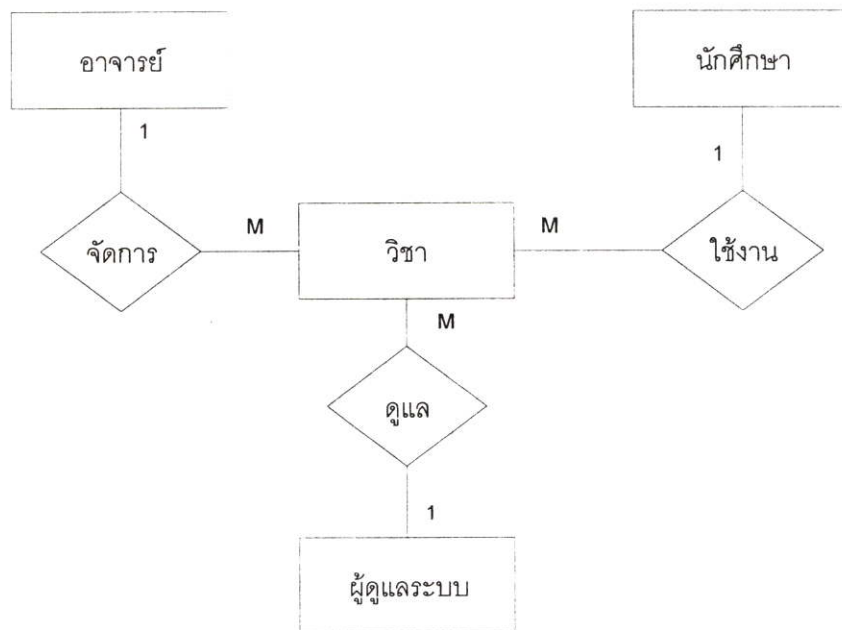 อาจารย์
นักศึกษา
1
1
จัดการ
M
วิชา
M
ใช้งาน
M
ดูแล
1
ผู้ดูแลระบบ